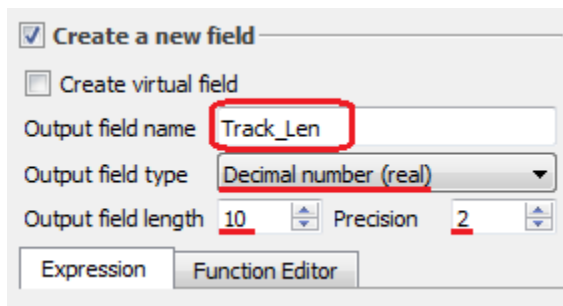 Create a new field
Create virtual field
Output field name Track_Len
Output field type Decimal number (real)
Output field length 10 Precision 2
Expression Function Editor